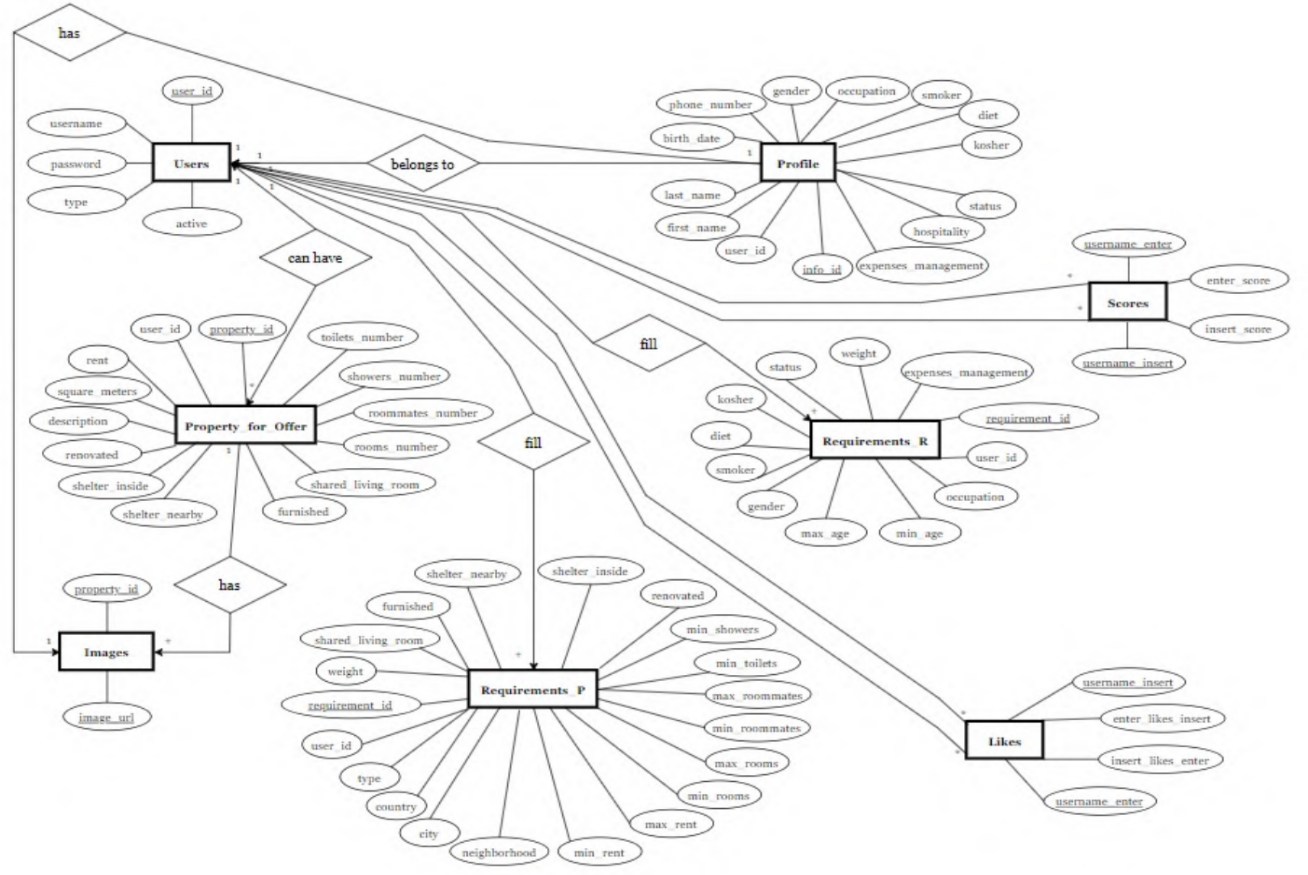 has
user_id
username
password
type
active
Users
1
1
1
1
1
belongs to
1
Profile
phone_number
gender
occupation
smoker
diet
kosher
birth_date
last_name
first_name
user_id
info_id
expenses_management
hospitality
status
username_enter
enter_score
Scores
insert_score
username_insert
*
*
can have
user_id
property_id
toilets_number
rent
showers_number
square_meters
roommates_number
description
Property_for_Offer
rooms_number
renovated
shared_living_room
shelter_inside
furnished
shelter_nearby
*
1
fill
status
weight
expenses_management
kosher
requirement_id
diet
Requirements_R
user_id
smoker
occupation
gender
max_age
min_age
*
fill
has
property_id
1
Images
*
image_url
shelter_nearby
shelter_inside
furnished
renovated
shared_living_room
min_showers
weight
min_toilets
requirement_id
Requirements_P
max_roommates
user_id
min_roommates
type
max_rooms
country
min_rooms
city
max_rent
neighborhood
min_rent
*
username_insert
enter_likes_insert
Likes
insert_likes_enter
username_enter
*
*